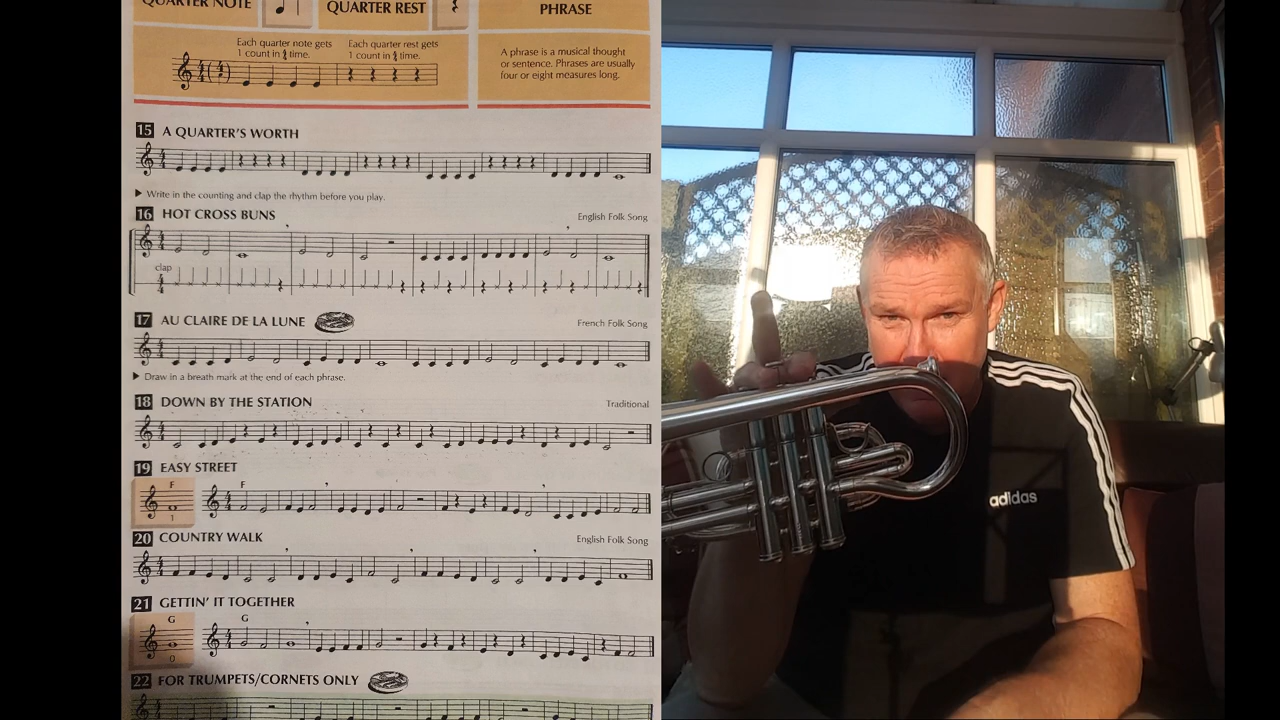 QUARTER NOTE
QUARTER REST
PHRASE
Each quarter note gets
1 count in 4/4 time.
Each quarter rest gets
1 count in 4/4 time.
A phrase is a musical thought
or sentence. Phrases are usually
four or eight measures long.
15 A QUARTER'S WORTH
▶ Write in the counting and clap the rhythm before you play.
16 HOT CROSS BUNS
English Folk Song
clap
17 AU CLAIRE DE LA LUNE
French Folk Song
▶ Draw in a breath mark at the end of each phrase.
18 DOWN BY THE STATION
Traditional
19 EASY STREET
F
F
1
20 COUNTRY WALK
English Folk Song
21 GETTIN' IT TOGETHER
G
G
0
22 FOR TRUMPETS/CORNETS ONLY
adidas